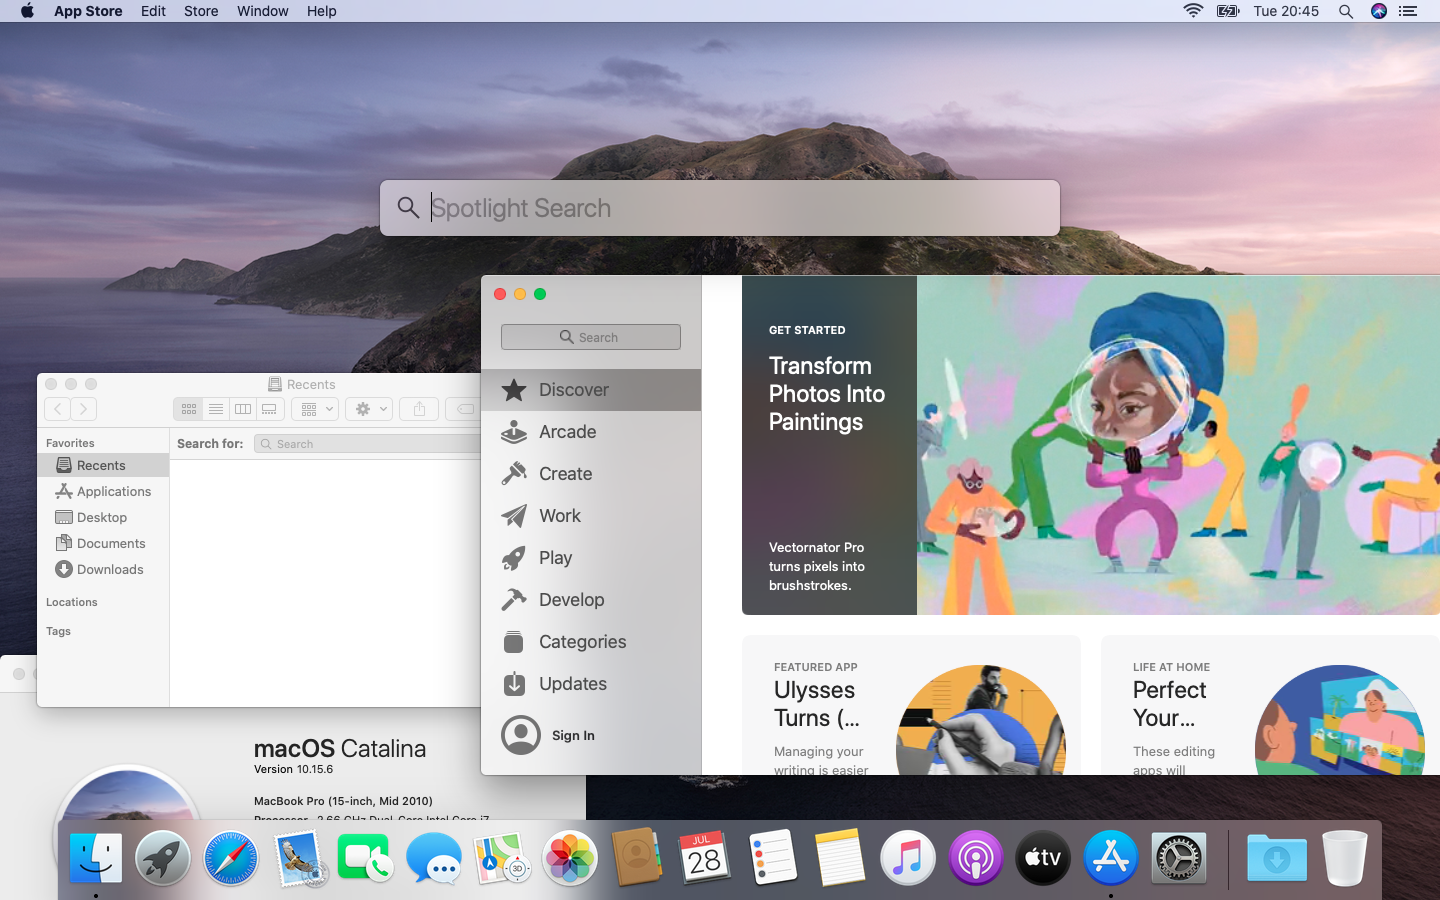 App Store Edit Store Window Help Tue 20:45
Spotlight Search
Search
Discover
Arcade
Create
Work
Play
Develop
Categories
Updates
Sign In
GET STARTED
Transform
Photos Into
Paintings
Vectornator Pro
turns pixels into
brushstrokes.
FEATURED APP
Ulysses
Turns (...
Managing your
writing is easier
LIFE AT HOME
Perfect
Your...
These editing
apps will
Recents
Search for: Search
Favorites
Recents
Applications
Desktop
Documents
Downloads
Locations
Tags
macOS Catalina
Version 10.15.6
MacBook Pro (15-inch, Mid 2010)
Processor 2.66 GHz Dual-Core Intel Core i7
JUL
28
3D
tv